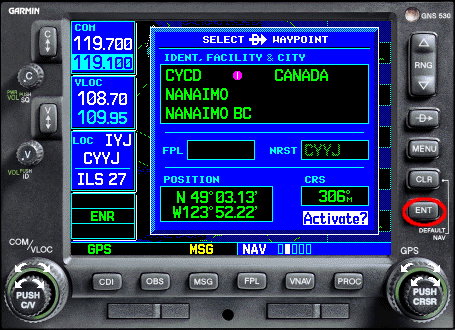 GARMIN
GNS 530
COM
119.700
119.100
VLOC
108.70
109.95
LOC IYJ
CYYJ
ILS 27
ENR
SELECT D WAYPOINT
IDENT, FACILITY & CITY
CYCD CANADA
NANAIMO
NANAIMO BC
FPL
NRST CYYJ
POSITION
N 49°03.13'
W123°52.22'
CRS
306°M
Activate?
GPS
MSG
NAV
C
C
PWR
VOL
PUSH
SQ
V
V
VOL
PUSH
ID
RNG
D
MENU
CLR
ENT
DEFAULT
NAV
COM/
VLOC
PUSH
C/V
CDI
OBS
MSG
FPL
VNAV
PROC
GPS
PUSH
CRSR